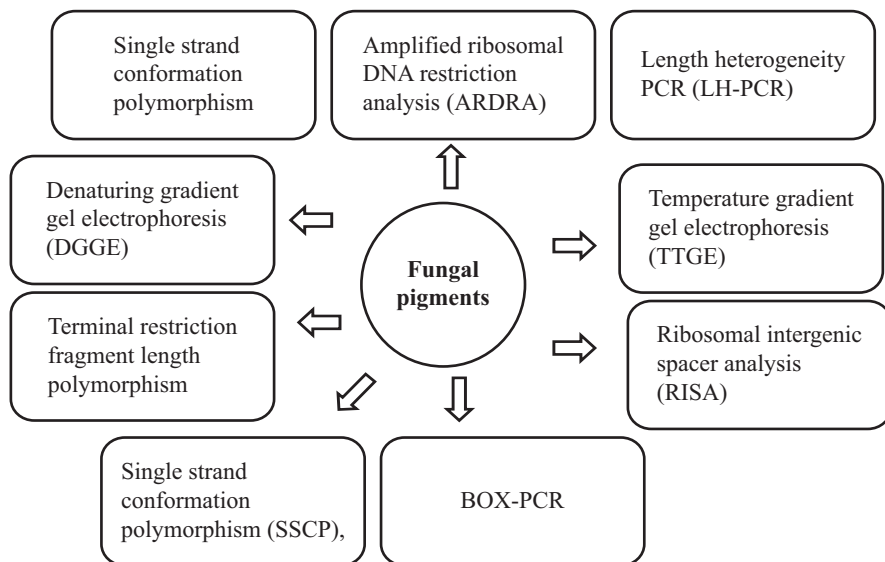 Single strand
conformation
polymorphism
Amplified ribosomal
DNA restriction
analysis (ARDRA)
Length heterogeneity
PCR (LH-PCR)
Denaturing gradient
gel electrophoresis
(DGGE)
Temperature gradient
gel electrophoresis
(TTGE)
Fungal
pigments
Terminal restriction
fragment length
polymorphism
Ribosomal intergenic
spacer analysis
(RISA)
Single strand
conformation
polymorphism (SSCP),
BOX-PCR